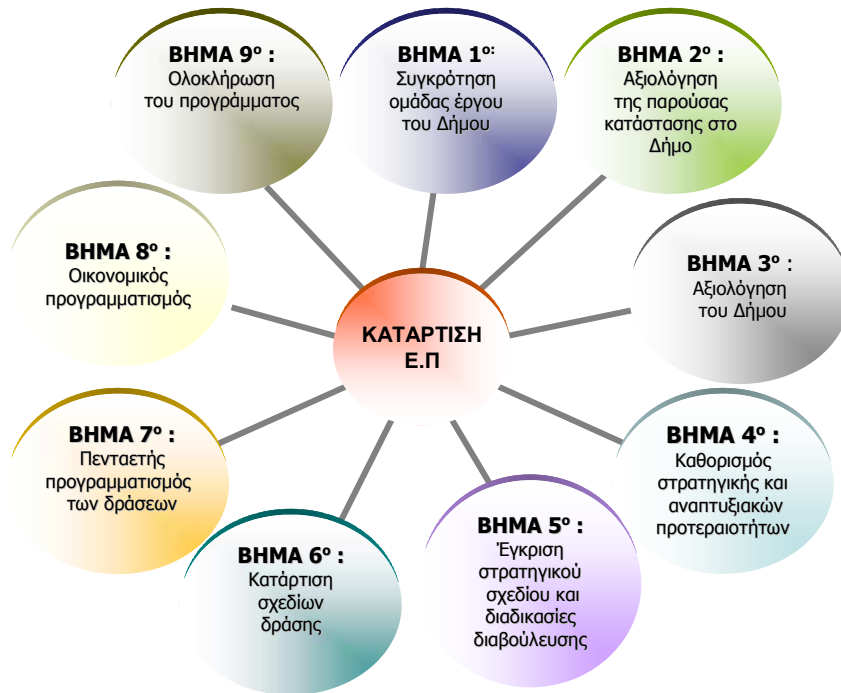 ΚΑΤΑΡΤΙΣΗ
Ε.Π
ΒΗΜΑ 1ο:
Συγκρότηση
ομάδας έργου
του Δήμου
ΒΗΜΑ 2ο :
Αξιολόγηση
της παρούσας
κατάστασης στο
Δήμο
ΒΗΜΑ 3ο :
Αξιολόγηση
του Δήμου
ΒΗΜΑ 4ο :
Καθορισμός
στρατηγικής και
αναπτυξιακών
προτεραιοτήτων
ΒΗΜΑ 5ο :
Έγκριση
στρατηγικού
σχεδίου και
διαδικασίες
διαβούλευσης
ΒΗΜΑ 6ο :
Κατάρτιση
σχεδίων
δράσης
ΒΗΜΑ 7ο :
Πενταετής
προγραμματισμός
των δράσεων
ΒΗΜΑ 8ο :
Οικονομικός
προγραμματισμός
ΒΗΜΑ 9ο :
Ολοκλήρωση
του προγράμματος